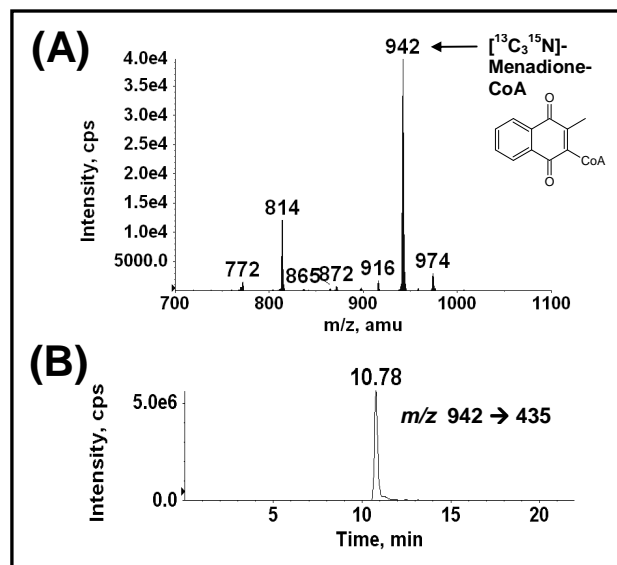 (A)
Intensity, cps
4.0e4
3.5e4
3.0e4
2.5e4
2.0e4
1.5e4
1.0e4
5000.0
942
814
772
865
872
916
974
[¹³C₃¹⁵N]-
Menadione-
CoA
O
CoA
O
700 800 900 1000 1100
m/z, amu
(B)
Intensity, cps
5.0e6
0.0
10.78
m/z 942 → 435
5 10 15 20
Time, min